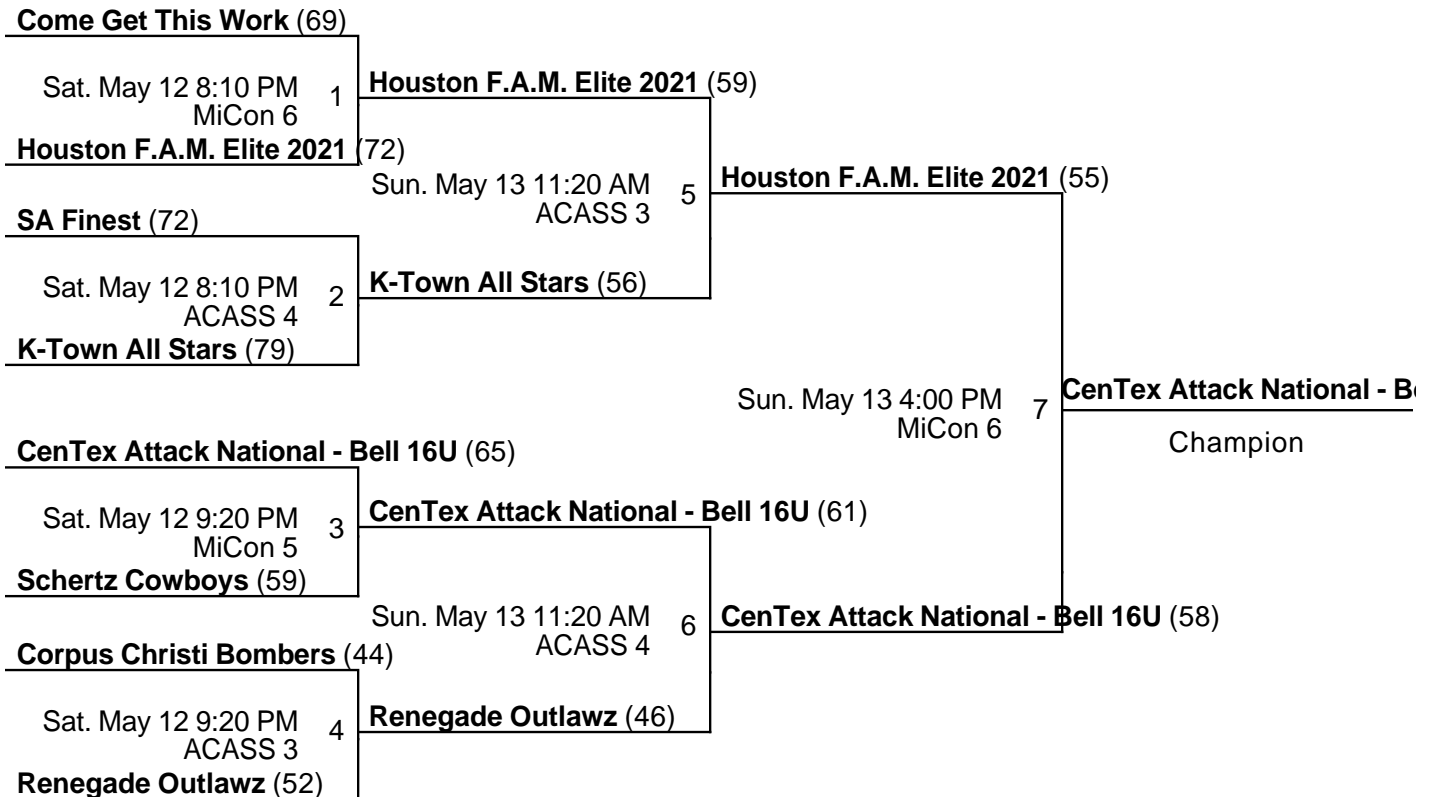 Come Get This Work (69)
Sat. May 12 8:10 PM
MiCon 6
1
Houston F.A.M. Elite 2021 (72)
Houston F.A.M. Elite 2021 (59)
SA Finest (72)
Sat. May 12 8:10 PM
ACASS 4
2
K-Town All Stars (79)
K-Town All Stars (56)
Sun. May 13 11:20 AM
ACASS 3
5
Houston F.A.M. Elite 2021 (55)
CenTex Attack National - Bell 16U (65)
Sat. May 12 9:20 PM
MiCon 5
3
Schertz Cowboys (59)
CenTex Attack National - Bell 16U (61)
Corpus Christi Bombers (44)
Sat. May 12 9:20 PM
ACASS 3
4
Renegade Outlawz (52)
Renegade Outlawz (46)
Sun. May 13 11:20 AM
ACASS 4
6
CenTex Attack National - Bell 16U (58)
Sun. May 13 4:00 PM
MiCon 6
7
CenTex Attack National -
Champion